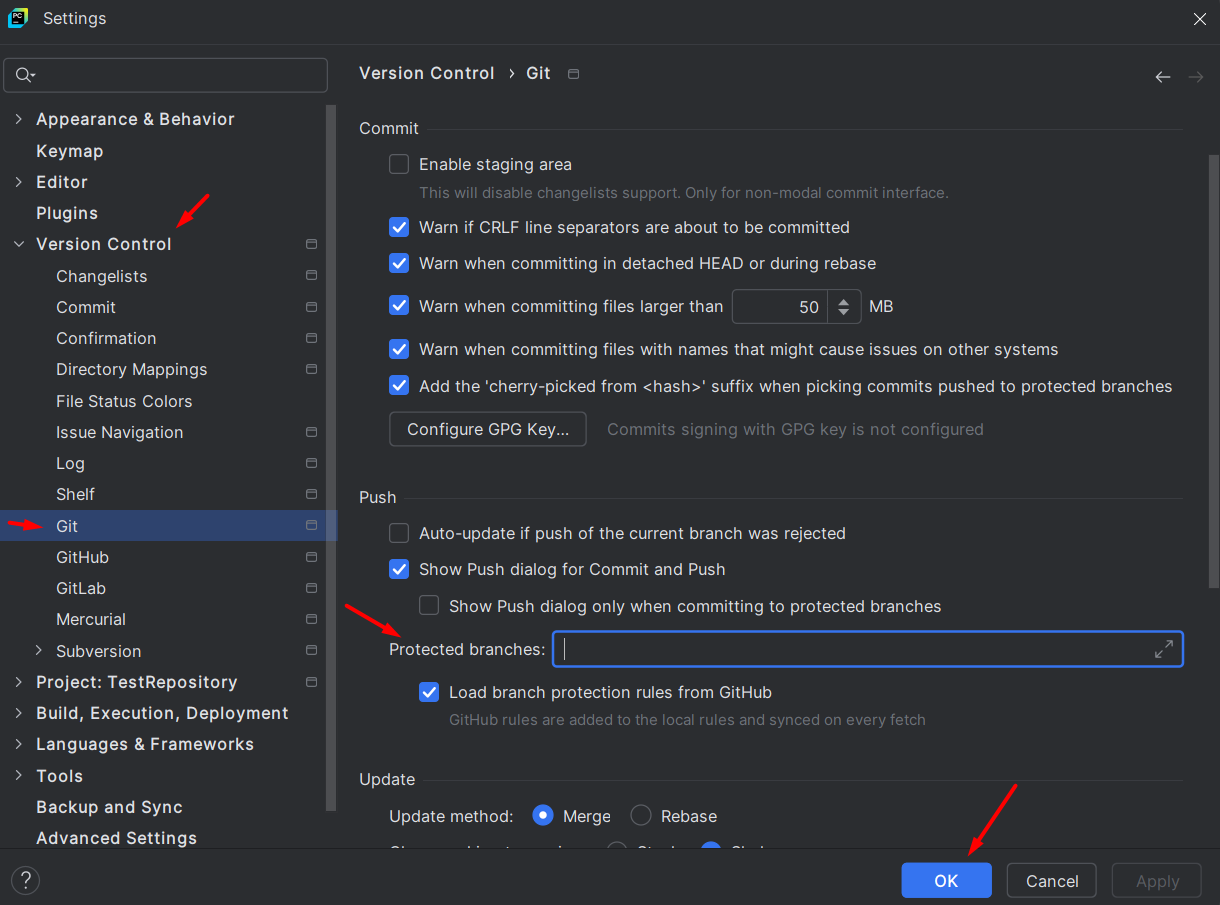 PC
Settings
Appearance & Behavior
Keymap
Editor
Plugins
Version Control
Changelists
Commit
Confirmation
Directory Mappings
File Status Colors
Issue Navigation
Log
Shelf
Git
GitHub
GitLab
Mercurial
Subversion
Project: TestRepository
Build, Execution, Deployment
Languages & Frameworks
Tools
Backup and Sync
Advanced Settings
Version Control › Git
Commit
Enable staging area
This will disable changelists support. Only for non-modal commit interface.
Warn if CRLF line separators are about to be committed
Warn when committing in detached HEAD or during rebase
Warn when committing files larger than 50 MB
Warn when committing files with names that might cause issues on other systems
Add the 'cherry-picked from <hash>' suffix when picking commits pushed to protected branches
Configure GPG Key... Commits signing with GPG key is not configured
Push
Auto-update if push of the current branch was rejected
Show Push dialog for Commit and Push
Show Push dialog only when committing to protected branches
Protected branches:
Load branch protection rules from GitHub
GitHub rules are added to the local rules and synced on every fetch
Update
Update method: Merge Rebase
? OK Cancel Apply